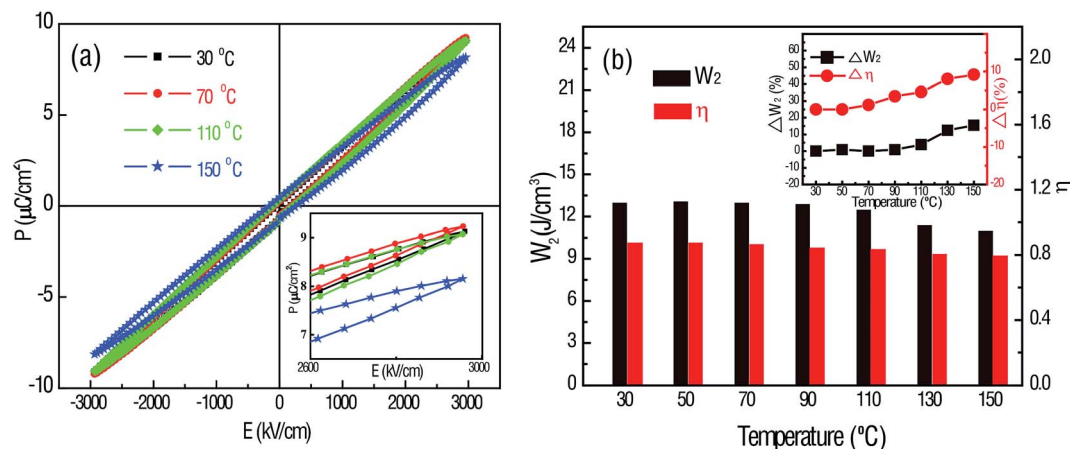 (a)
10
5
0
-5
-10
P (μC/cm²)
30 °C
70 °C
110 °C
150 °C
-3000 -2000 -1000 0 1000 2000 3000
E (kV/cm)
9
8
7
P (μC/cm²)
2600 3000
E (kV/cm)
(b)
24
21
18
15
12
9
6
3
0
W₂ (J/cm³)
W₂
η
2.0
1.6
1.2
0.8
0.4
0.0
η
30 50 70 90 110 130 150
Temperature (°C)
△W₂
△η
60
50
40
30
20
10
0
-10
-20
△W₂ (%)
10
0
-10
-20
△η(%)
30 50 70 90 110 130 150
Temperature (°C)